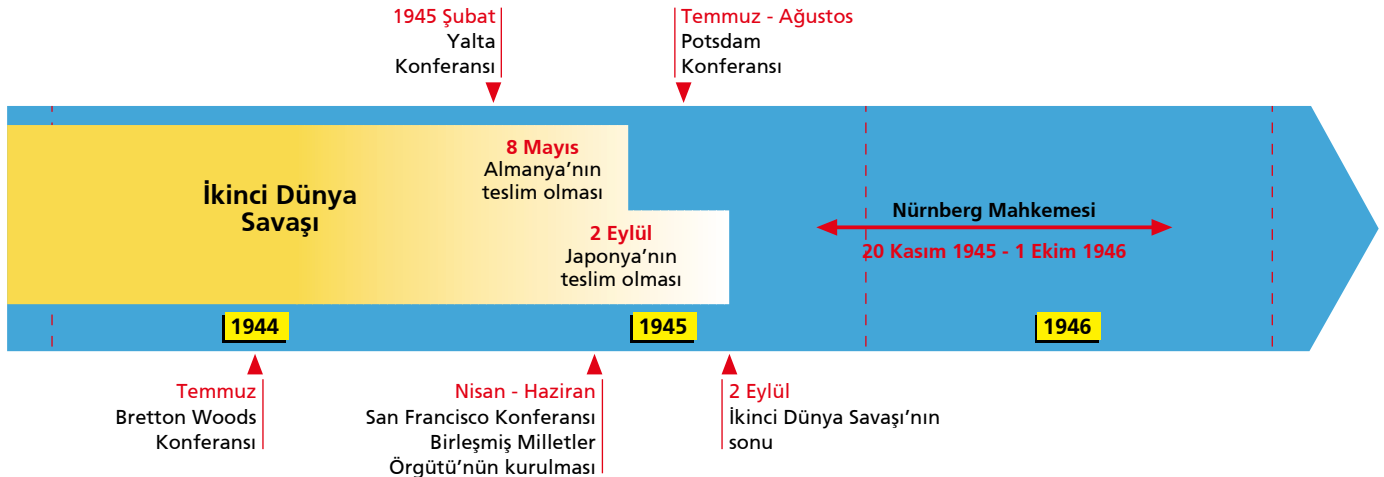 1945 Şubat
Yalta
Konferansı
Temmuz - Ağustos
Potsdam
Konferansı
İkinci Dünya
Savaşı
8 Mayıs
Almanya’nın
teslim olması
2 Eylül
Japonya’nın
teslim olması
Nürnberg Mahkemesi
20 Kasım 1945 - 1 Ekim 1946
1944
1945
1946
Temmuz
Bretton Woods
Konferansı
Nisan - Haziran
San Francisco Konferansı
Birleşmiş Milletler
Örgütü’nün kurulması
2 Eylül
İkinci Dünya Savaşı’nın
sonu